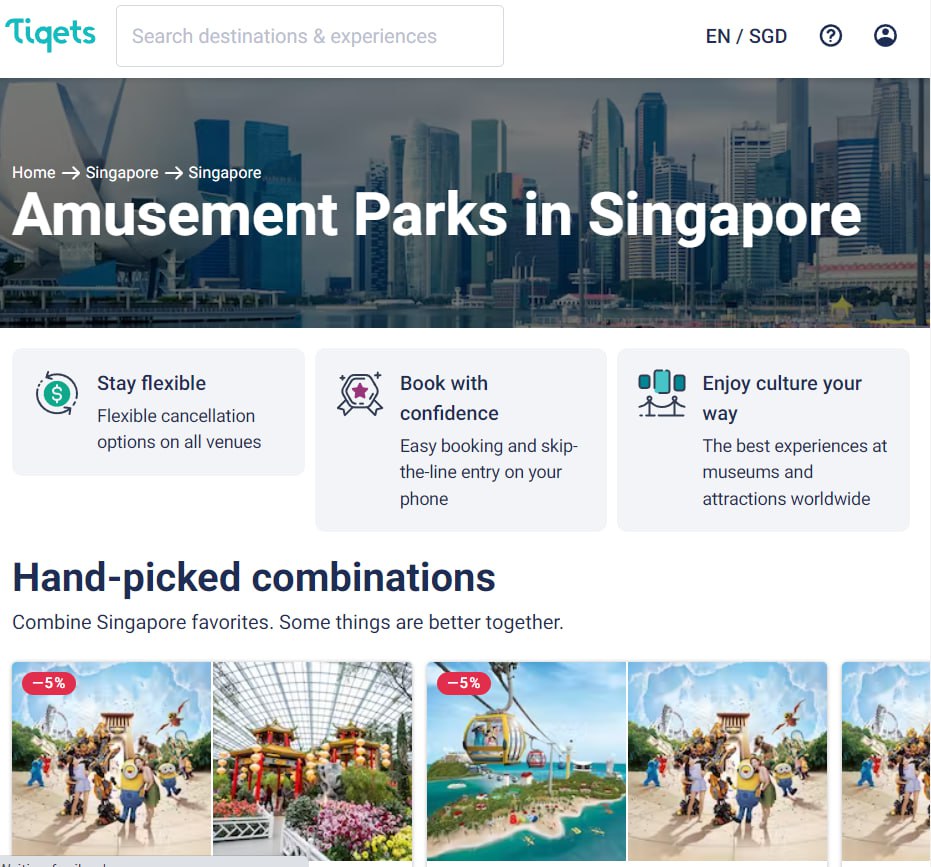 Tiqets
Search destinations & experiences
EN / SGD
Home → Singapore → Singapore
Amusement Parks in Singapore
Stay flexible
Flexible cancellation
options on all venues
Book with
confidence
Easy booking and skip-
the-line entry on your
phone
Enjoy culture your
way
The best experiences at
museums and
attractions worldwide
Hand-picked combinations
Combine Singapore favorites. Some things are better together.
−5%
−5%